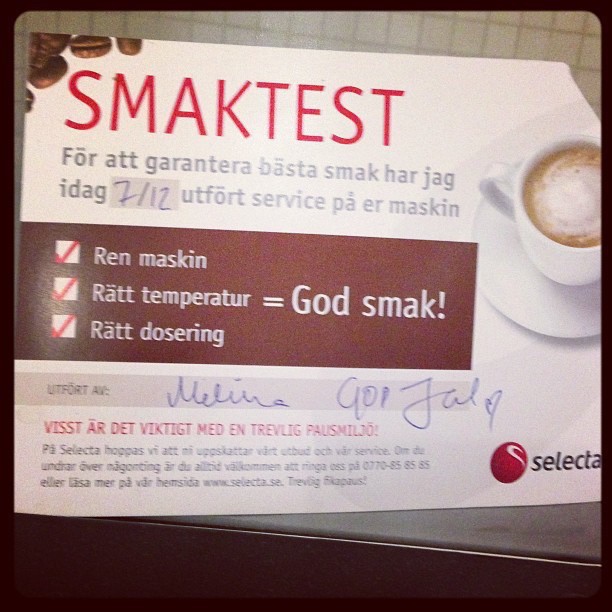 SMAKTEST
För att garantera bästa smak har jag
idag 7/12 utfört service på er maskin
Ren maskin
Rätt temperatur = God smak!
Rätt dosering
UTFÖRT AV: Melina God Jul
VISST ÄR DET VIKTIGT MED EN TREVLIG PAUSMILJÖ!
På Selecta hoppas vi att ni uppskattar vårt utbud och vår service. Om du
undrar över någonting är du alltid välkommen att ringa oss på 0770-85 85 85
eller läsa mer på vår hemsida www.selecta.se. Trevlig fikapaus!
selecta